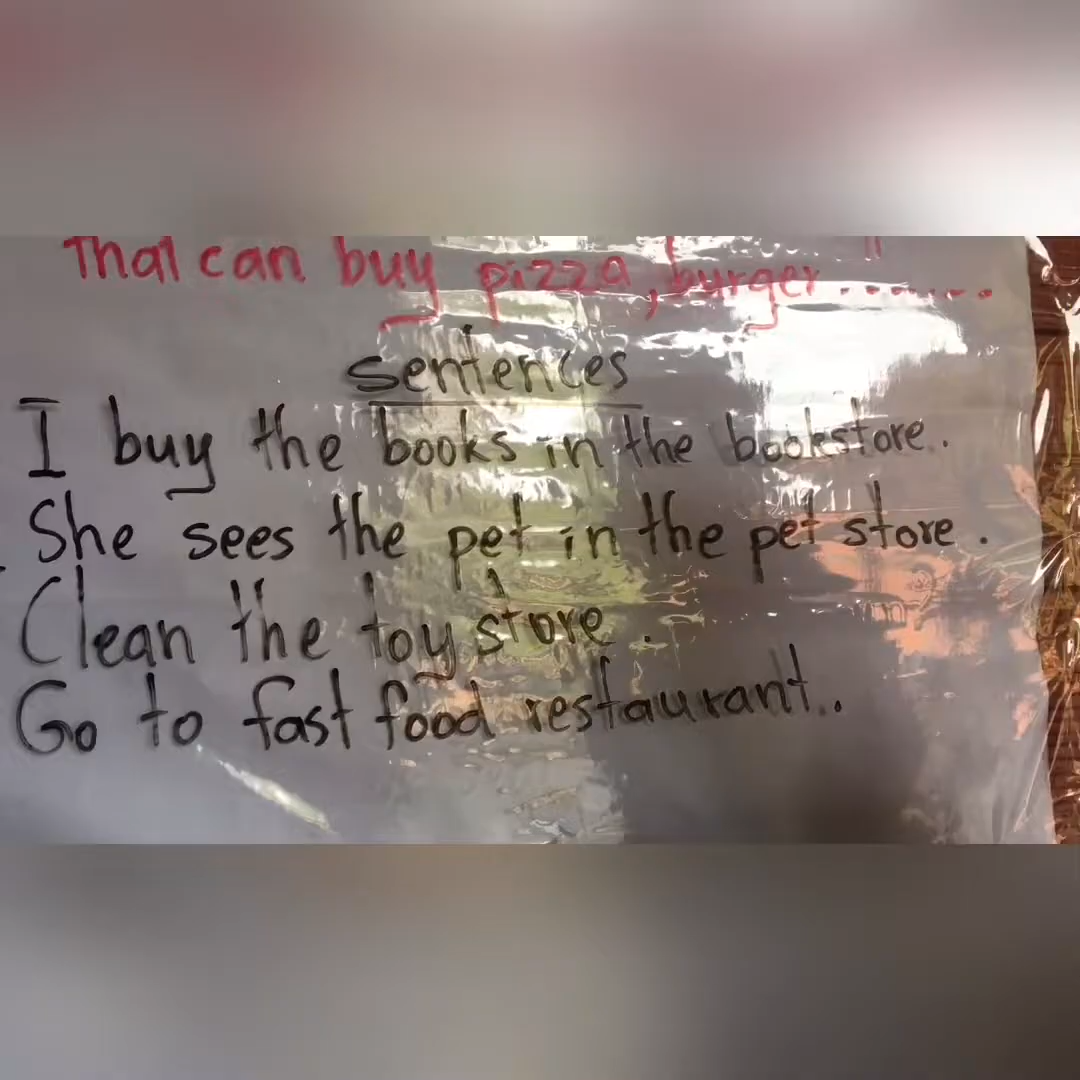 That can buy pizza, burger ......."
sentences
I buy the books in the bookstore.
She sees the pet in the pet store.
Clean the toy store.
Go to fast food restaurant..